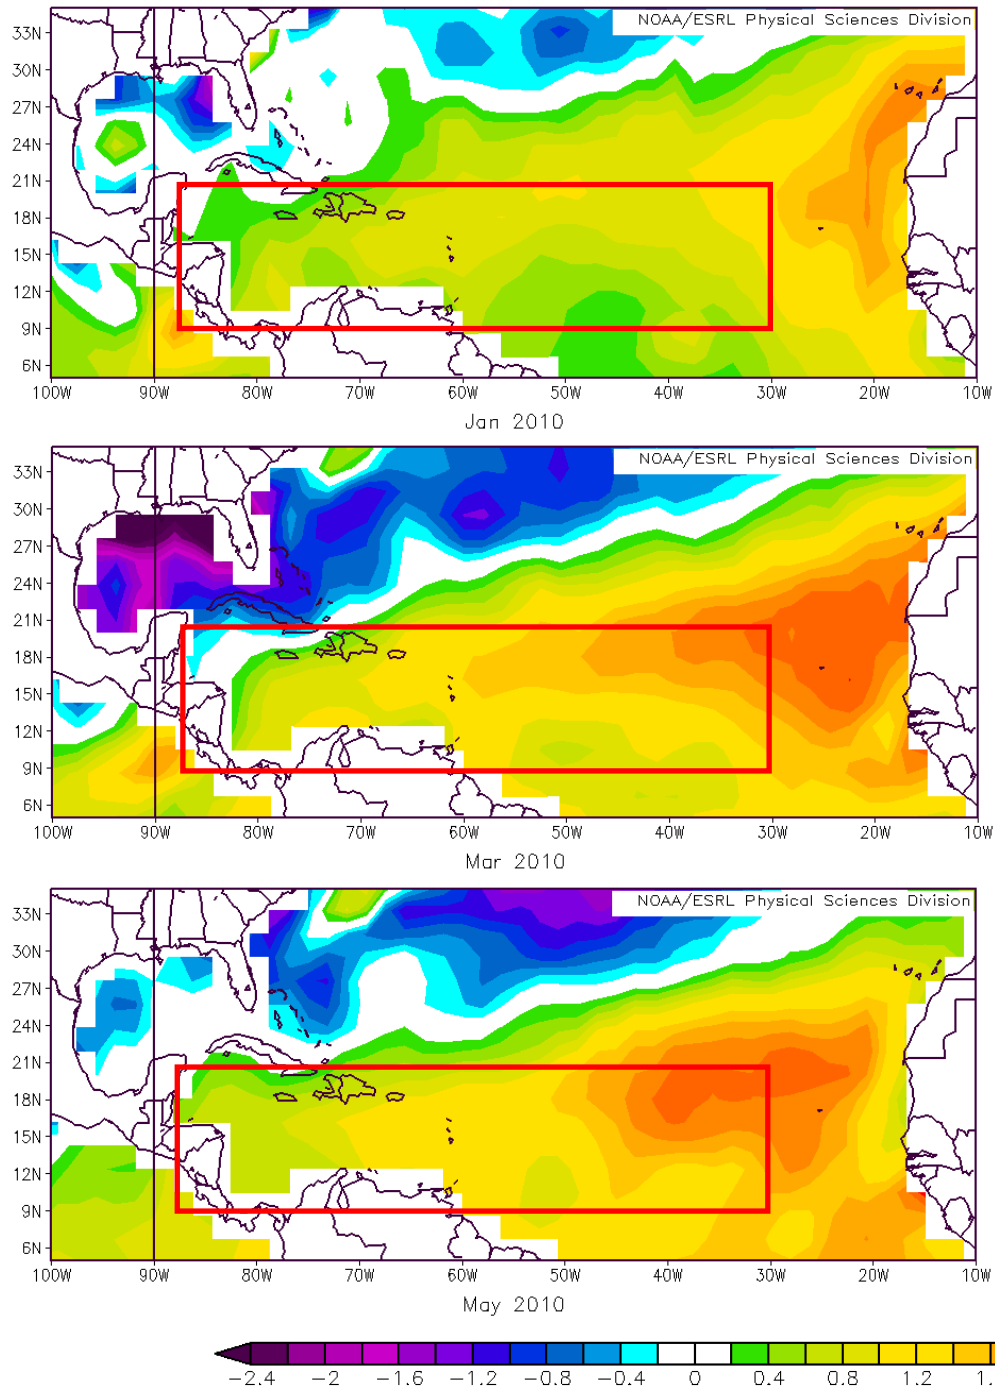 NOAA/ESRL Physical Sciences Division
33N
30N
27N
24N
21N
18N
15N
12N
9N
6N
100W 90W 80W 70W 60W 50W 40W 30W 20W 10W
Jan 2010
NOAA/ESRL Physical Sciences Division
33N
30N
27N
24N
21N
18N
15N
12N
9N
6N
100W 90W 80W 70W 60W 50W 40W 30W 20W 10W
Mar 2010
NOAA/ESRL Physical Sciences Division
33N
30N
27N
24N
21N
18N
15N
12N
9N
6N
100W 90W 80W 70W 60W 50W 40W 30W 20W 10W
May 2010
-2.4 -2 -1.6 -1.2 -0.8 -0.4 0 0.4 0.8 1.2